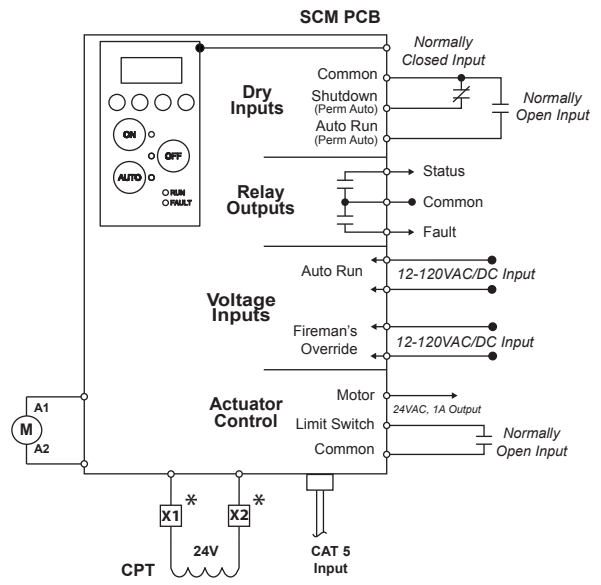 SCM PCB
Normally
Closed Input
Dry
Inputs
Common
Shutdown
(Perm Auto)
Auto Run
(Perm Auto)
Normally
Open Input
ON
OFF
AUTO
RUN
FAULT
Relay
Outputs
Status
Common
Fault
Voltage
Inputs
Auto Run
12-120VAC/DC Input
Fireman's
Override
12-120VAC/DC Input
Actuator
Control
Motor
24VAC, 1A Output
Limit Switch
Common
Normally
Open Input
A1
M
A2
X1 *
X2 *
24V
CPT
CAT 5
Input